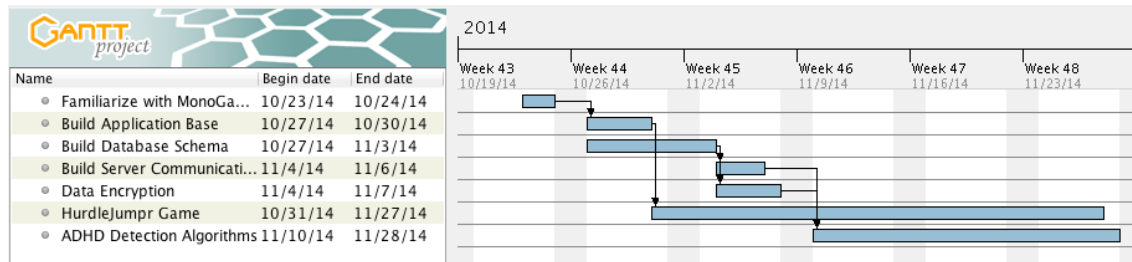 GANTT
project
2014
Name Begin date End date
Week 43 Week 44 Week 45 Week 46 Week 47 Week 48
10/19/14 10/26/14 11/2/14 11/9/14 11/16/14 11/23/14
Familiarize with MonoGa... 10/23/14 10/24/14
Build Application Base 10/27/14 10/30/14
Build Database Schema 10/27/14 11/3/14
Build Server Communicati... 11/4/14 11/6/14
Data Encryption 11/4/14 11/7/14
HurdleJumpr Game 10/31/14 11/27/14
ADHD Detection Algorithms 11/10/14 11/28/14